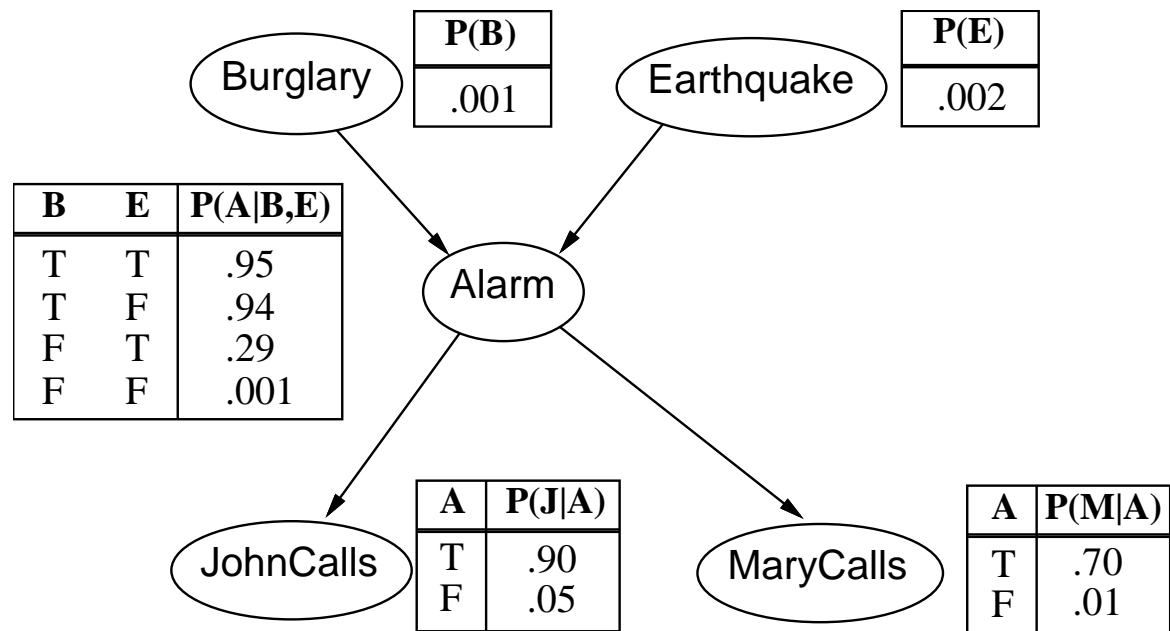 P(B)
Burglary
.001
P(E)
Earthquake
.002
B E P(A|B,E)
T T .95
T F .94
F T .29
F F .001
Alarm
JohnCalls
A P(J|A)
T .90
F .05
MaryCalls
A P(M|A)
T .70
F .01